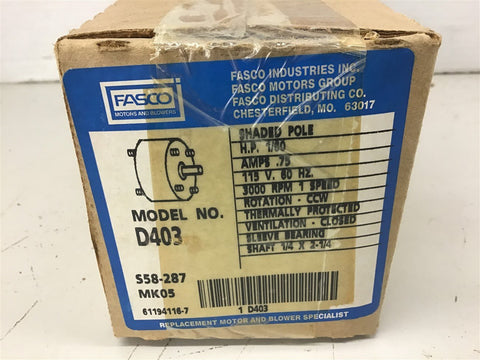 FASCO
MOTORS AND BLOWERS
FASCO INDUSTRIES INC.
FASCO MOTORS GROUP
FASCO DISTRIBUTING CO.
CHESTERFIELD, MO. 63017
SHADED POLE
H.P. 1/60
AMPS .75
115 V. 60 HZ.
3000 RPM 1 SPEED
ROTATION - CCW
THERMALLY PROTECTED
VENTILATION - CLOSED
SLEEVE BEARING
SHAFT 1/4 X 2-1/4
MODEL NO.
D403
S58-287
MK05
61194116-7
1 D403
REPLACEMENT MOTOR AND BLOWER SPECIALIST